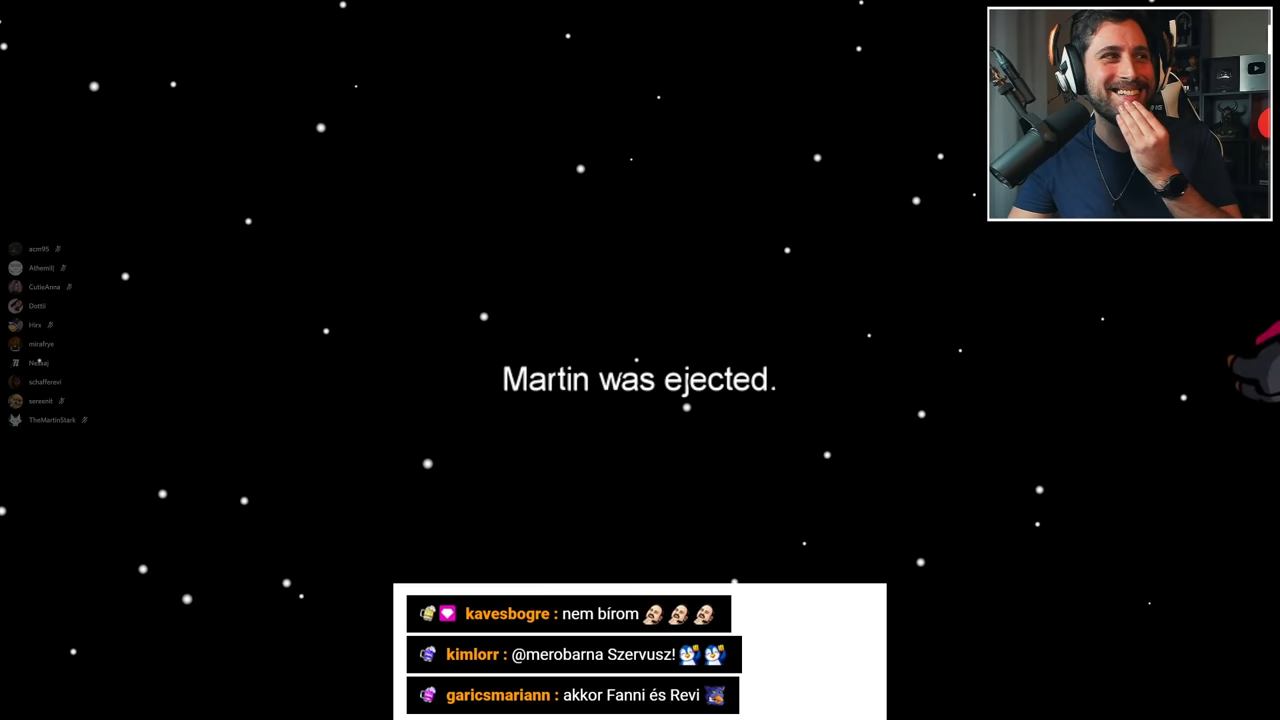 acm95
CutieAnna
Dottii
Hirx
mirafrye
Nessaj
schafferevi
seresnit
TheMartinStark
Martin was ejected.
kavesbogre : nem bírom
kimlorr : @merobarna Szervusz!
garicsmariann : akkor Fanni és Revi